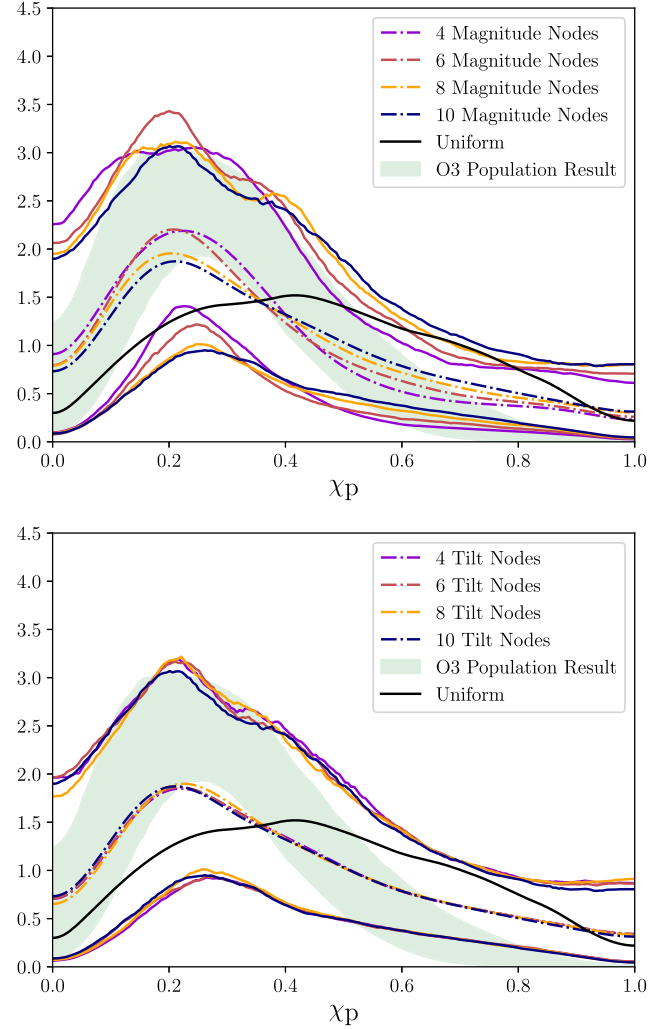 4.5
4.0
3.5
3.0
2.5
2.0
1.5
1.0
0.5
0.0
4 Magnitude Nodes
6 Magnitude Nodes
8 Magnitude Nodes
10 Magnitude Nodes
Uniform
O3 Population Result
0.0 0.2 0.4 0.6 0.8 1.0
χp
4.5
4.0
3.5
3.0
2.5
2.0
1.5
1.0
0.5
0.0
4 Tilt Nodes
6 Tilt Nodes
8 Tilt Nodes
10 Tilt Nodes
O3 Population Result
Uniform
0.0 0.2 0.4 0.6 0.8 1.0
χp